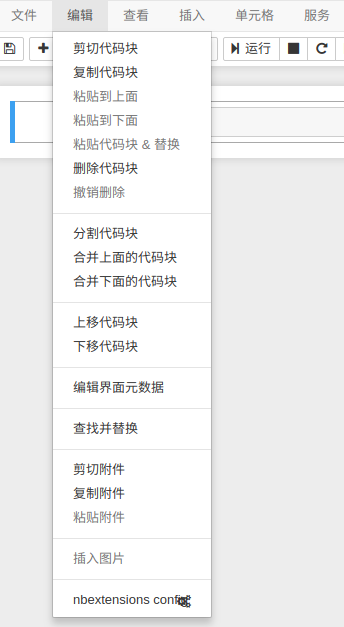 文件 编辑 查看 插入 单元格 服务
运行
剪切代码块
复制代码块
粘贴到上面
粘贴到下面
粘贴代码块 & 替换
删除代码块
撤销删除
分割代码块
合并上面的代码块
合并下面的代码块
上移代码块
下移代码块
编辑界面元数据
查找并替换
剪切附件
复制附件
粘贴附件
插入图片
nbextensions config